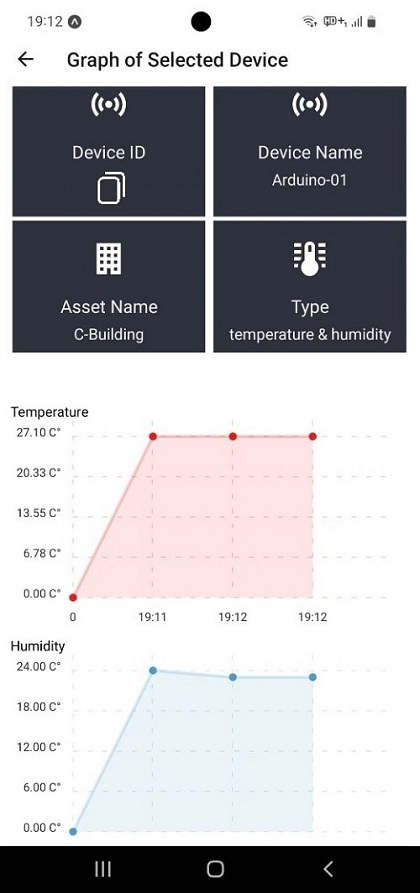 19:12
Graph of Selected Device
Device ID
Device Name
Arduino-01
Asset Name
C-Building
Type
temperature & humidity
Temperature
27.10 C°
20.33 C°
13.55 C°
6.78 C°
0.00 C°
0 19:11 19:12 19:12
Humidity
24.00 C°
18.00 C°
12.00 C°
6.00 C°
0.00 C°